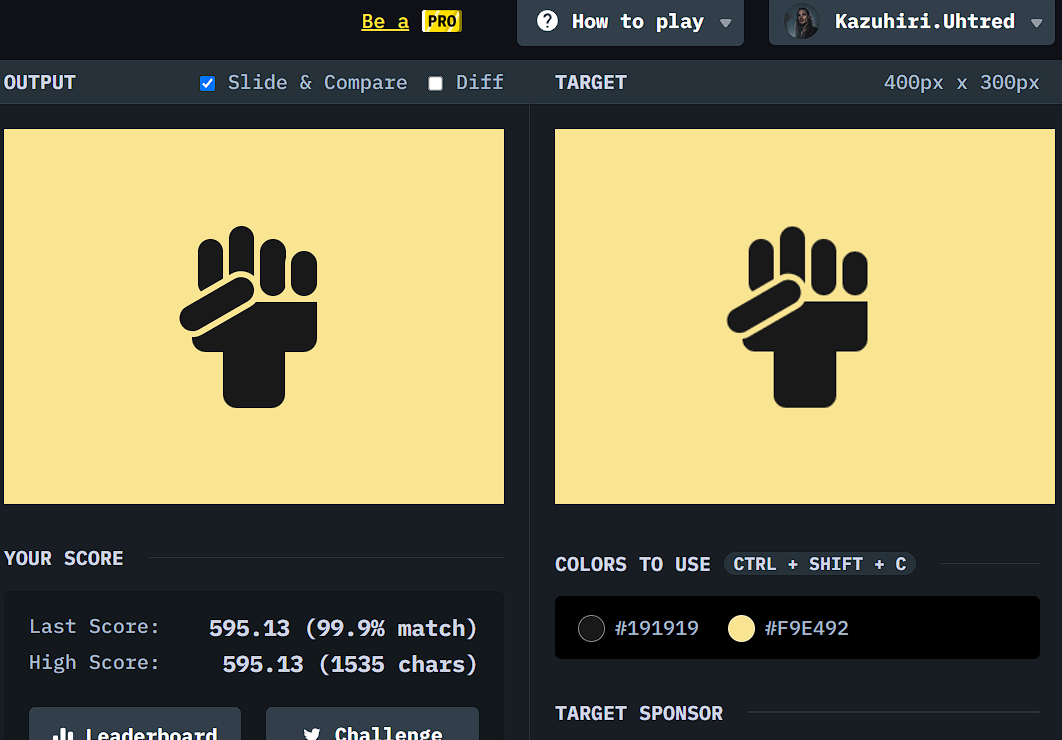 Be a PRO
? How to play
Kazuhiri.Uhtred
OUTPUT
Slide & Compare
Diff
TARGET
400px x 300px
YOUR SCORE
Last Score: 595.13 (99.9% match)
High Score: 595.13 (1535 chars)
Leaderboard
Challenge
COLORS TO USE CTRL + SHIFT + C
#191919
#F9E492
TARGET SPONSOR